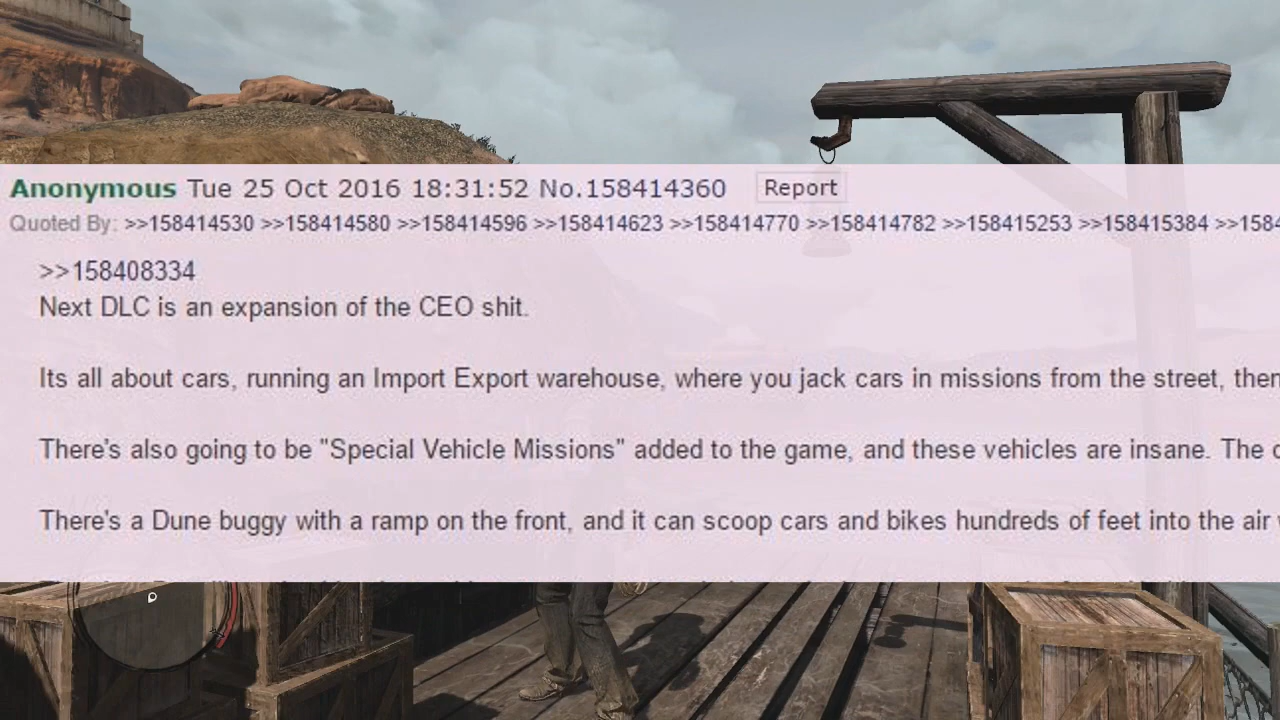 Anonymous Tue 25 Oct 2016 18:31:52 No.158414360 Report
Quoted By: >>158414530 >>158414580 >>158414596 >>158414623 >>158414770 >>158414782 >>158415253 >>158415384 >>1584
>>158408334
Next DLC is an expansion of the CEO shit.
Its all about cars, running an Import Export warehouse, where you jack cars in missions from the street, then
There's also going to be "Special Vehicle Missions" added to the game, and these vehicles are insane. The
There's a Dune buggy with a ramp on the front, and it can scoop cars and bikes hundreds of feet into the air